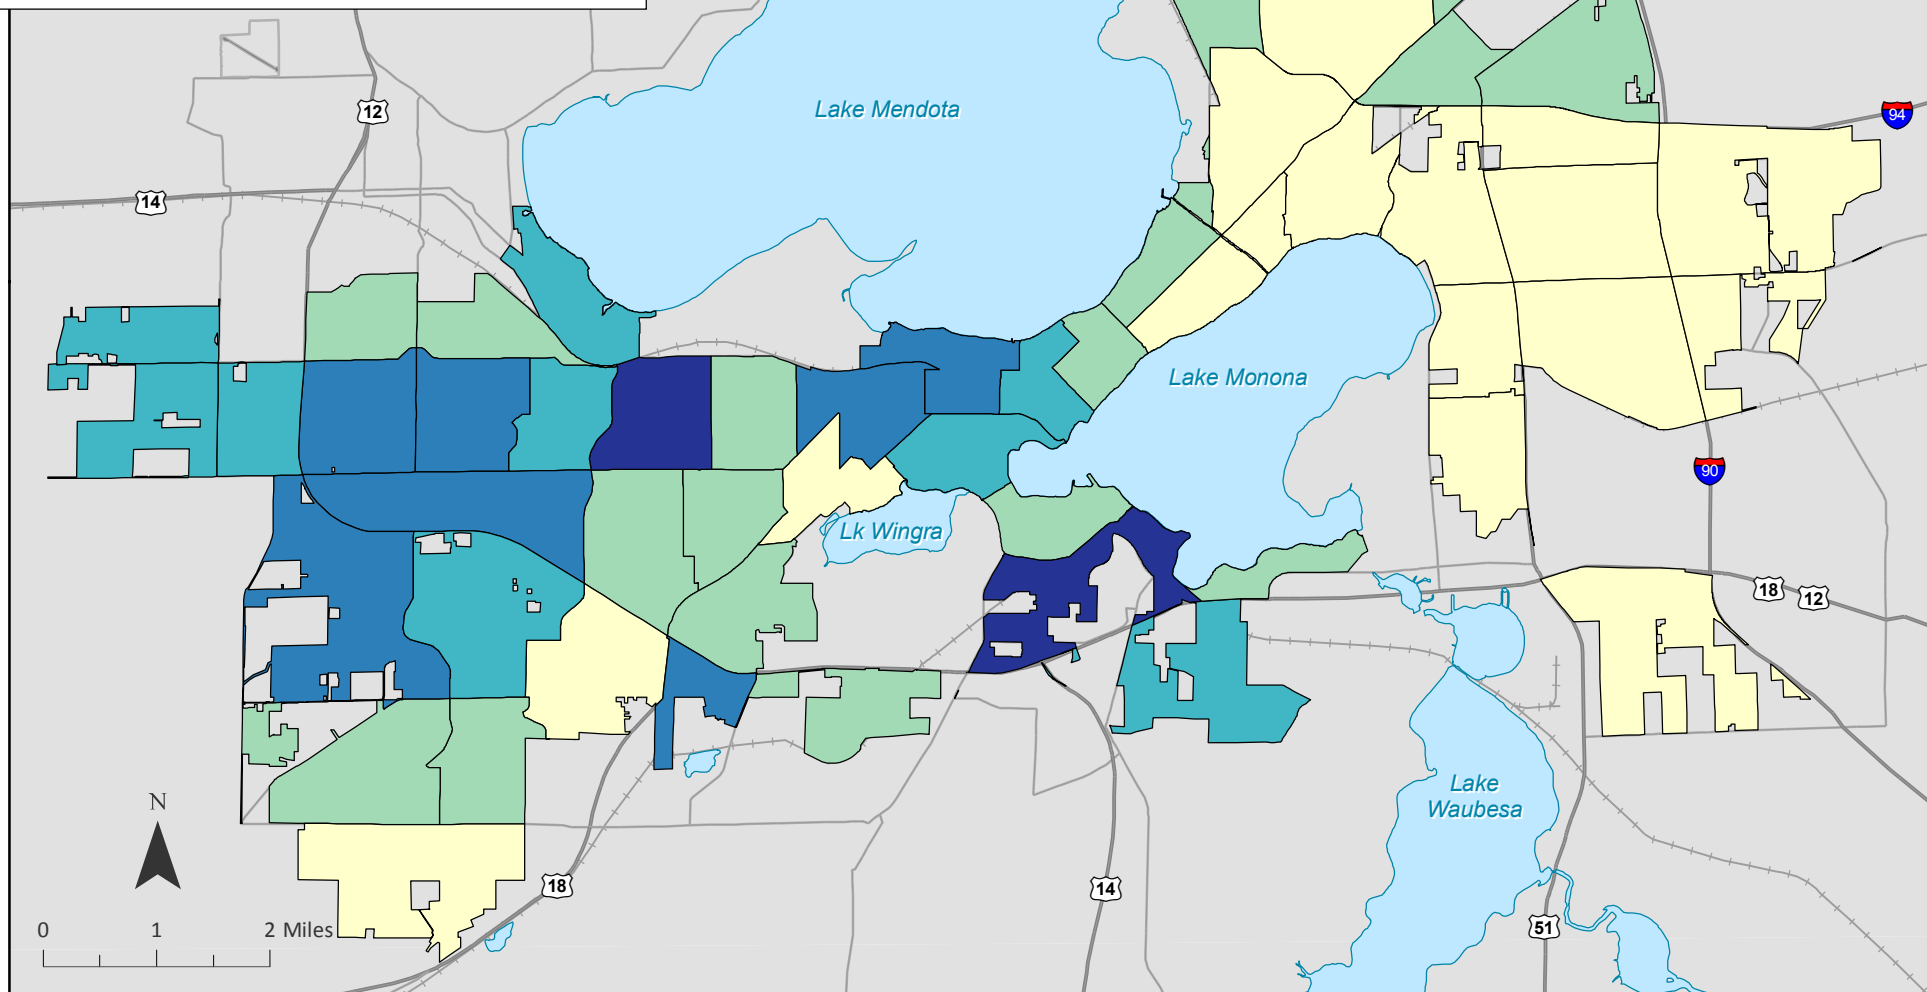 Lake Mendota
12
94
14
Lake Monona
90
Lk Wingra
18
12
Lake
Waubesa
N
18
14
0 1 2 Miles
51